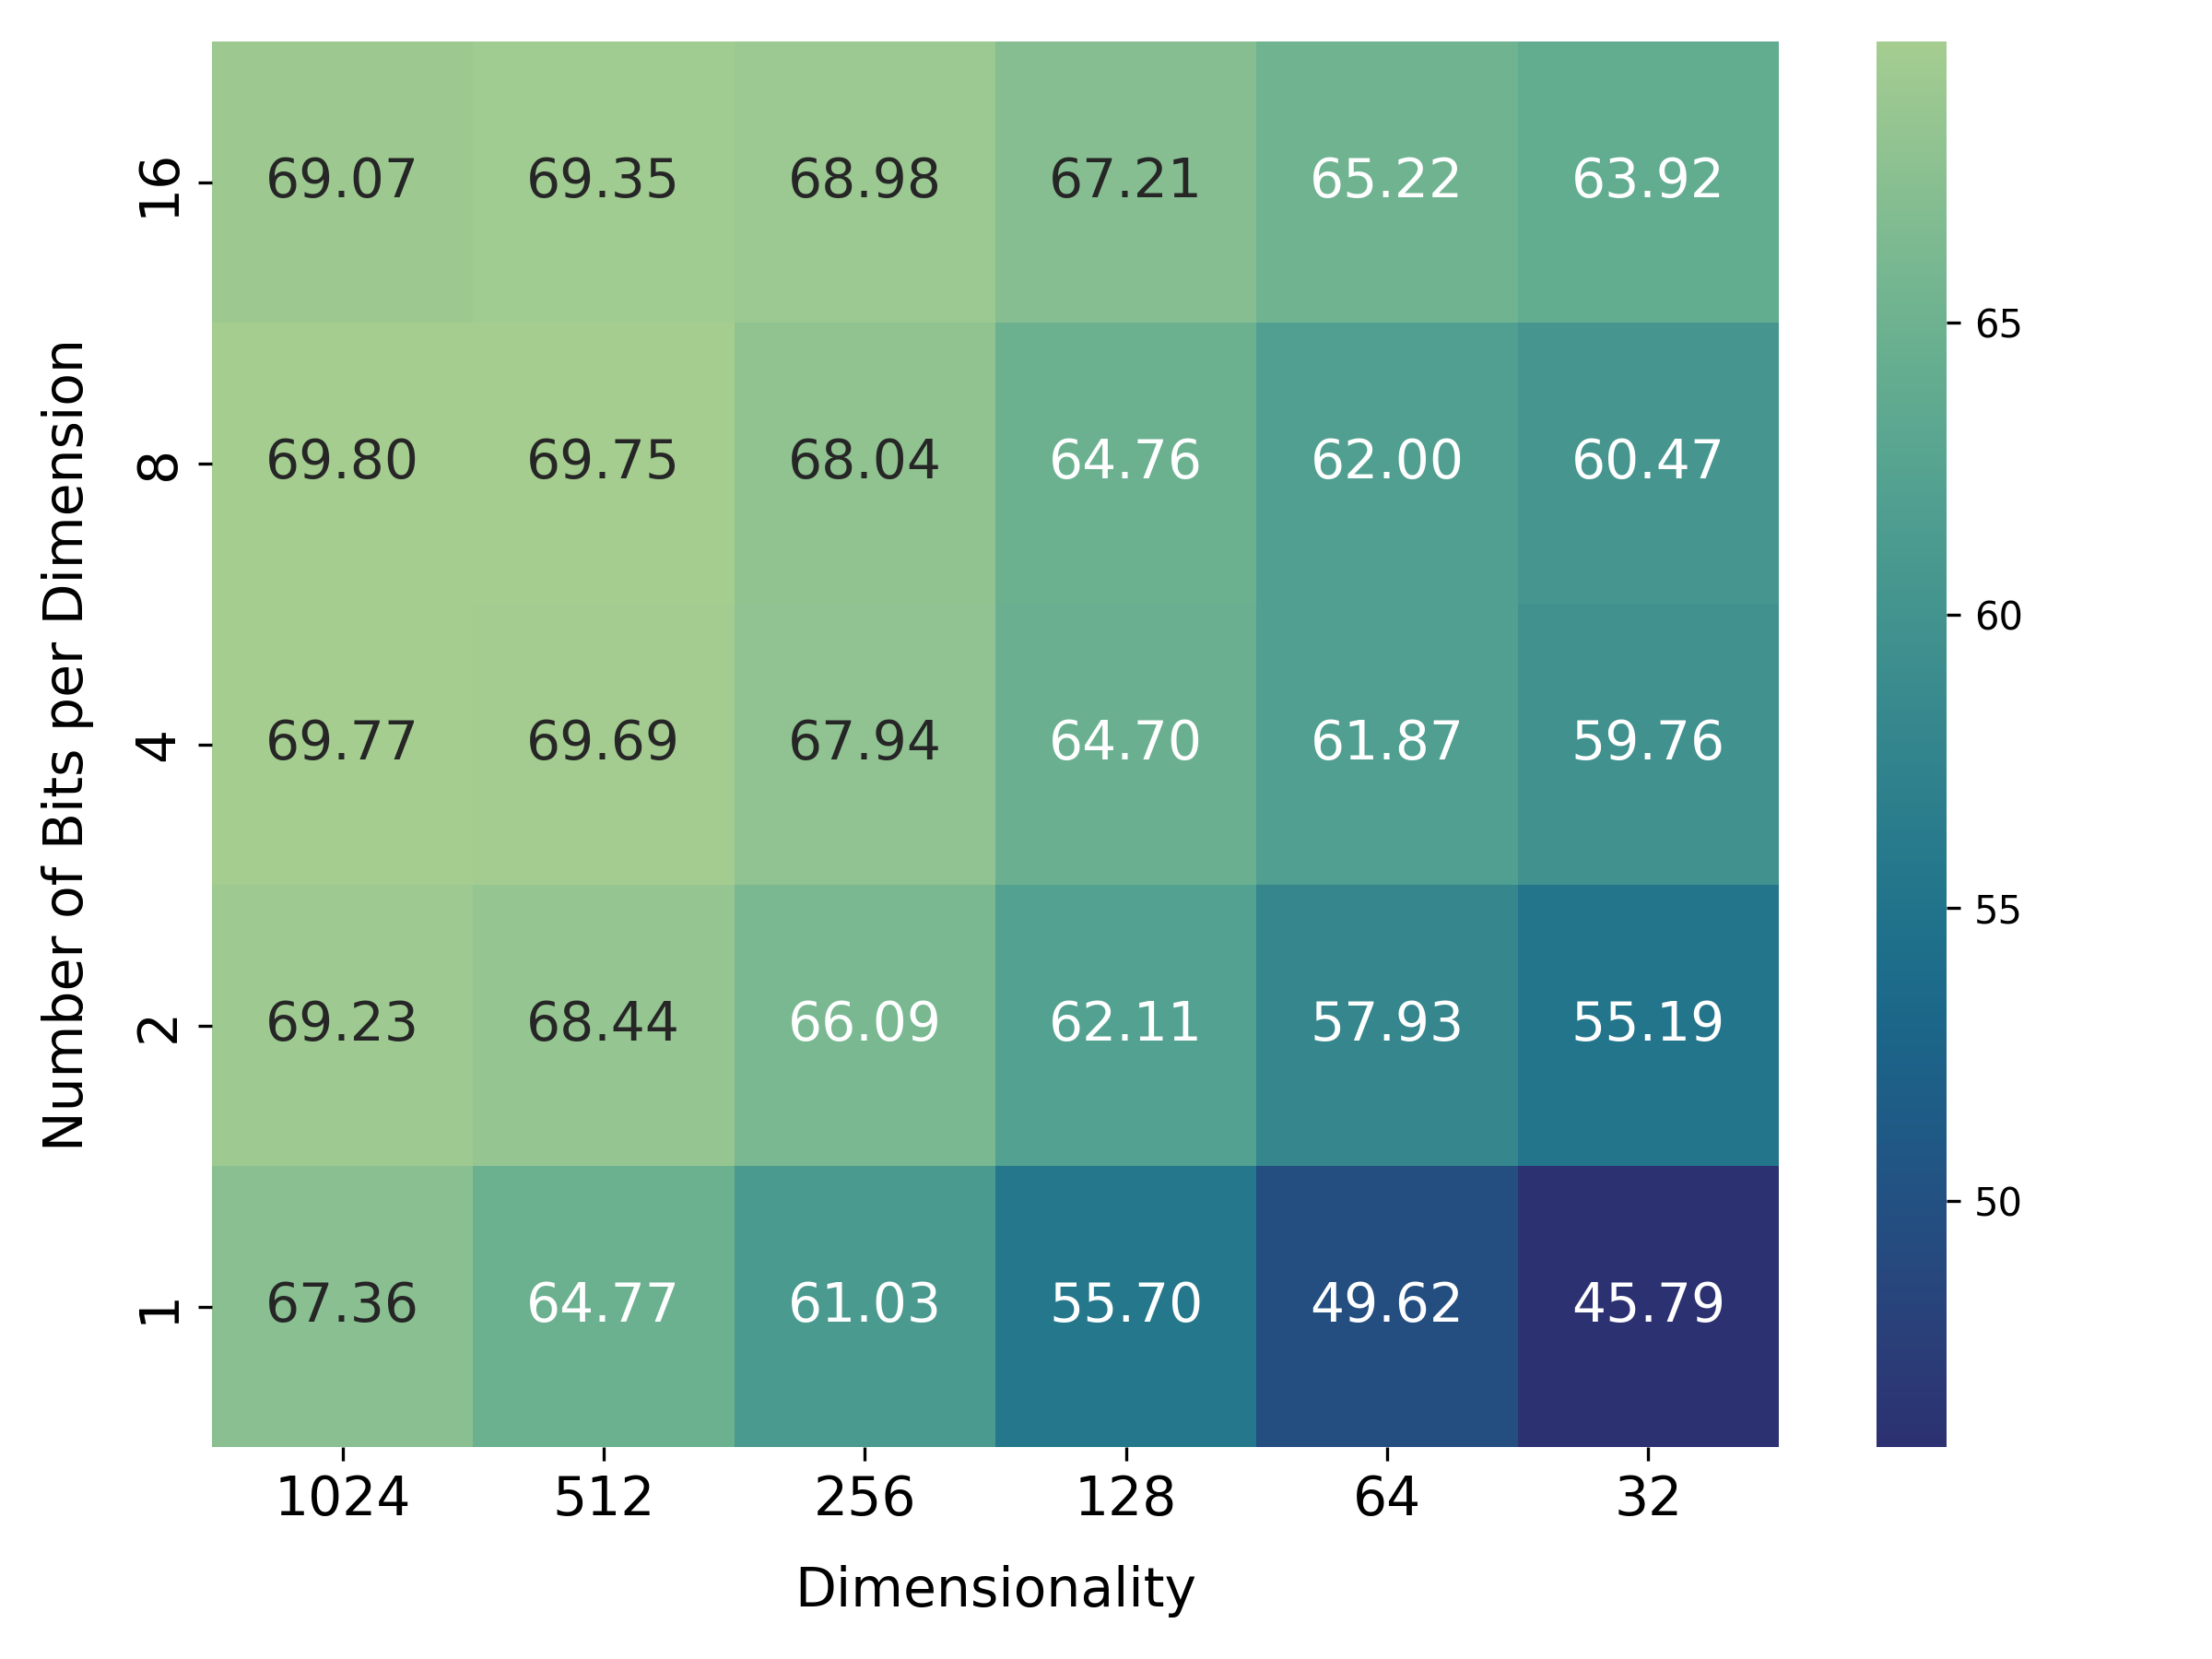 Number of Bits per Dimension
16 69.07 69.35 68.98 67.21 65.22 63.92
8 69.80 69.75 68.04 64.76 62.00 60.47
4 69.77 69.69 67.94 64.70 61.87 59.76
2 69.23 68.44 66.09 62.11 57.93 55.19
1 67.36 64.77 61.03 55.70 49.62 45.79
1024 512 256 128 64 32
Dimensionality
65
60
55
50